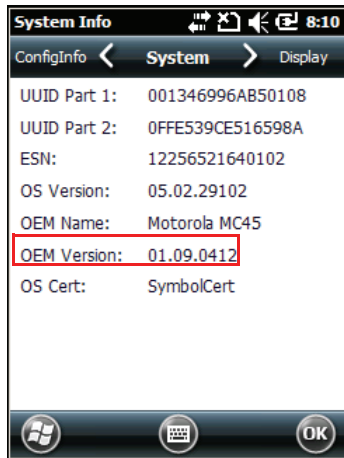 System Info 8:10
ConfigInfo System Display
UUID Part 1: 001346996AB50108
UUID Part 2: 0FFE539CE516598A
ESN: 12256521640102
OS Version: 05.02.29102
OEM Name: Motorola MC45
OEM Version: 01.09.0412
OS Cert: SymbolCert
OK